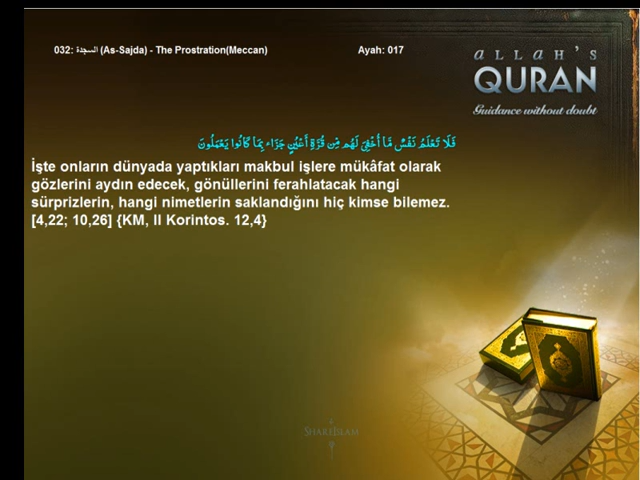 032: السجدة (As-Sajda) - The Prostration(Meccan) Ayah: 017
ALLAH'S
QURAN
Guidance without doubt
فَلَا تَعْلَمُ نَفْسٌ مَّا أُخْفِيَ لَهُم مِّن قُرَّةِ أَعْيُنٍ جَزَاءً بِمَا كَانُوا يَعْمَلُونَ
İşte onların dünyada yaptıkları makbul işlere mükâfat olarak
gözlerini aydın edecek, gönüllerini ferahlatacak hangi
sürprizlerin, hangi nimetlerin saklandığını hiç kimse bilemez.
[4,22; 10,26] {KM, II Korintos. 12,4}
SHAREISLAM